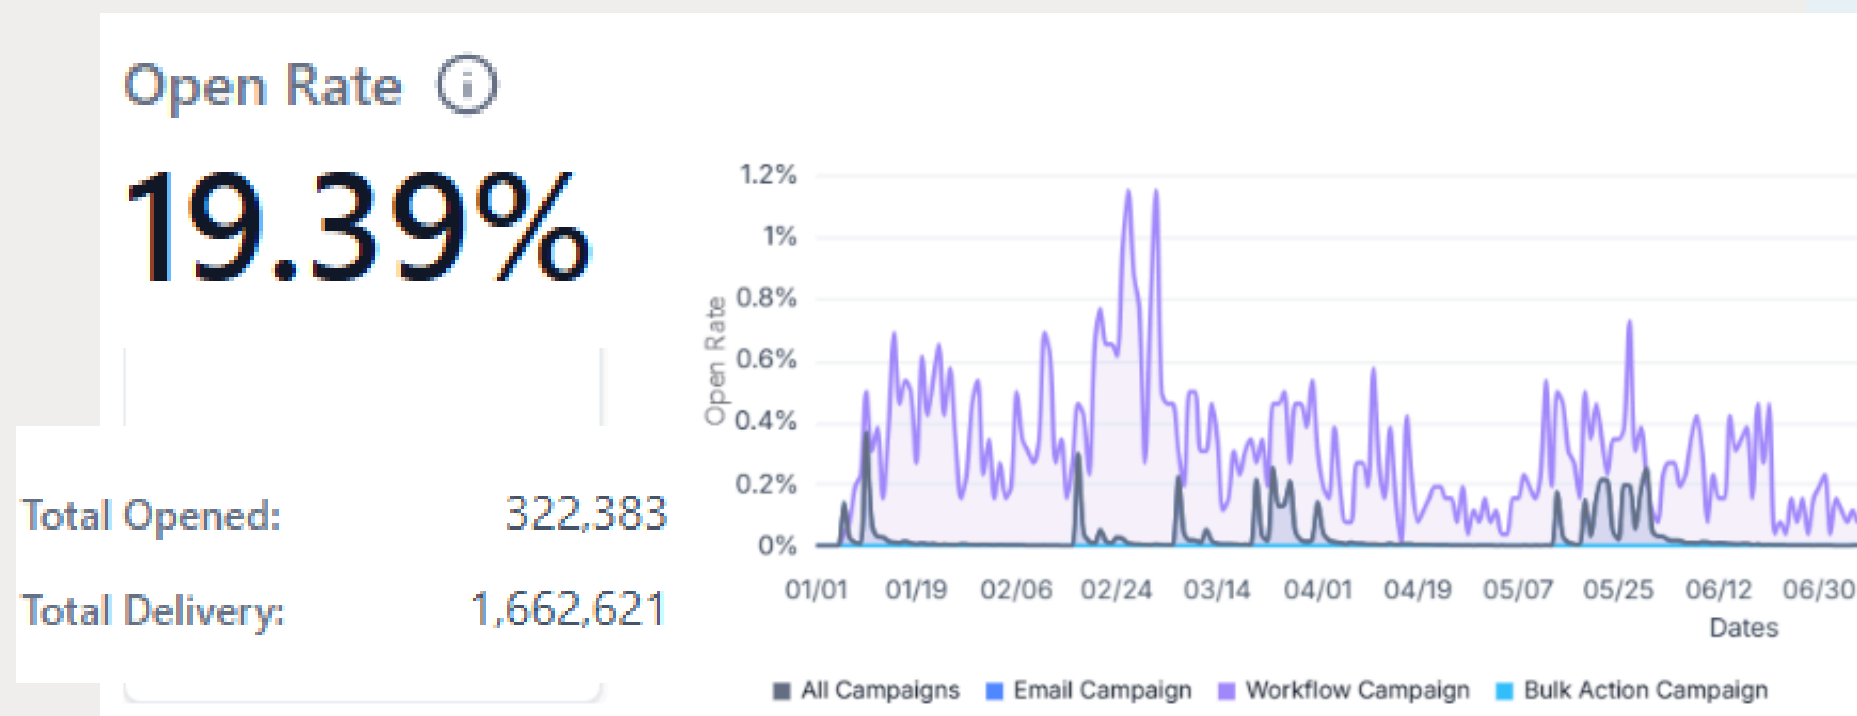 Open Rate
19.39%
Total Opened: 322,383
Total Delivery: 1,662,621
Open Rate
1.2%
1%
0.8%
0.6%
0.4%
0.2%
0%
01/01 01/19 02/06 02/24 03/14 04/01 04/19 05/07 05/25 06/12 06/30
Dates
All Campaigns Email Campaign Workflow Campaign Bulk Action Campaign